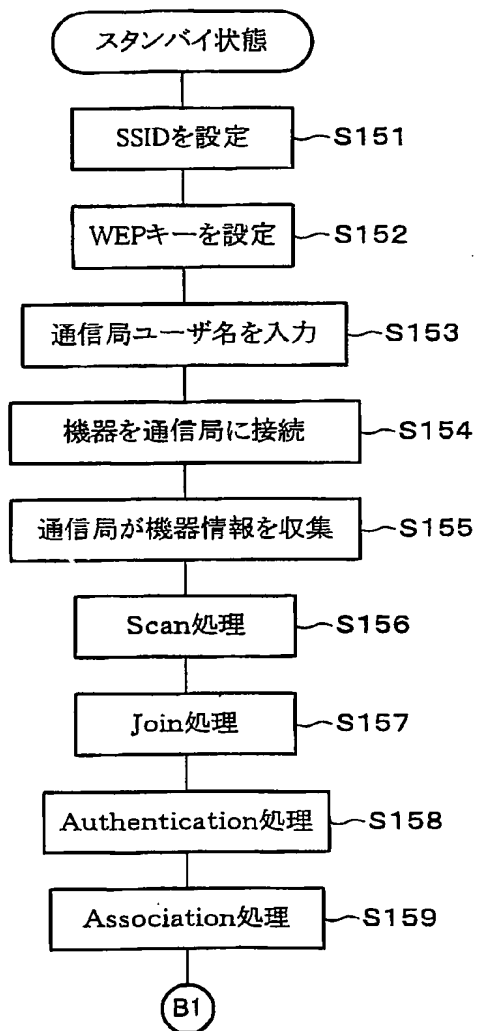 スタンバイ状態
SSIDを設定 S151
WEPキーを設定 S152
通信局ユーザ名を入力 S153
機器を通信局に接続 S154
通信局が機器情報を収集 S155
Scan処理 S156
Join処理 S157
Authentication処理 S158
Association処理 S159
B1